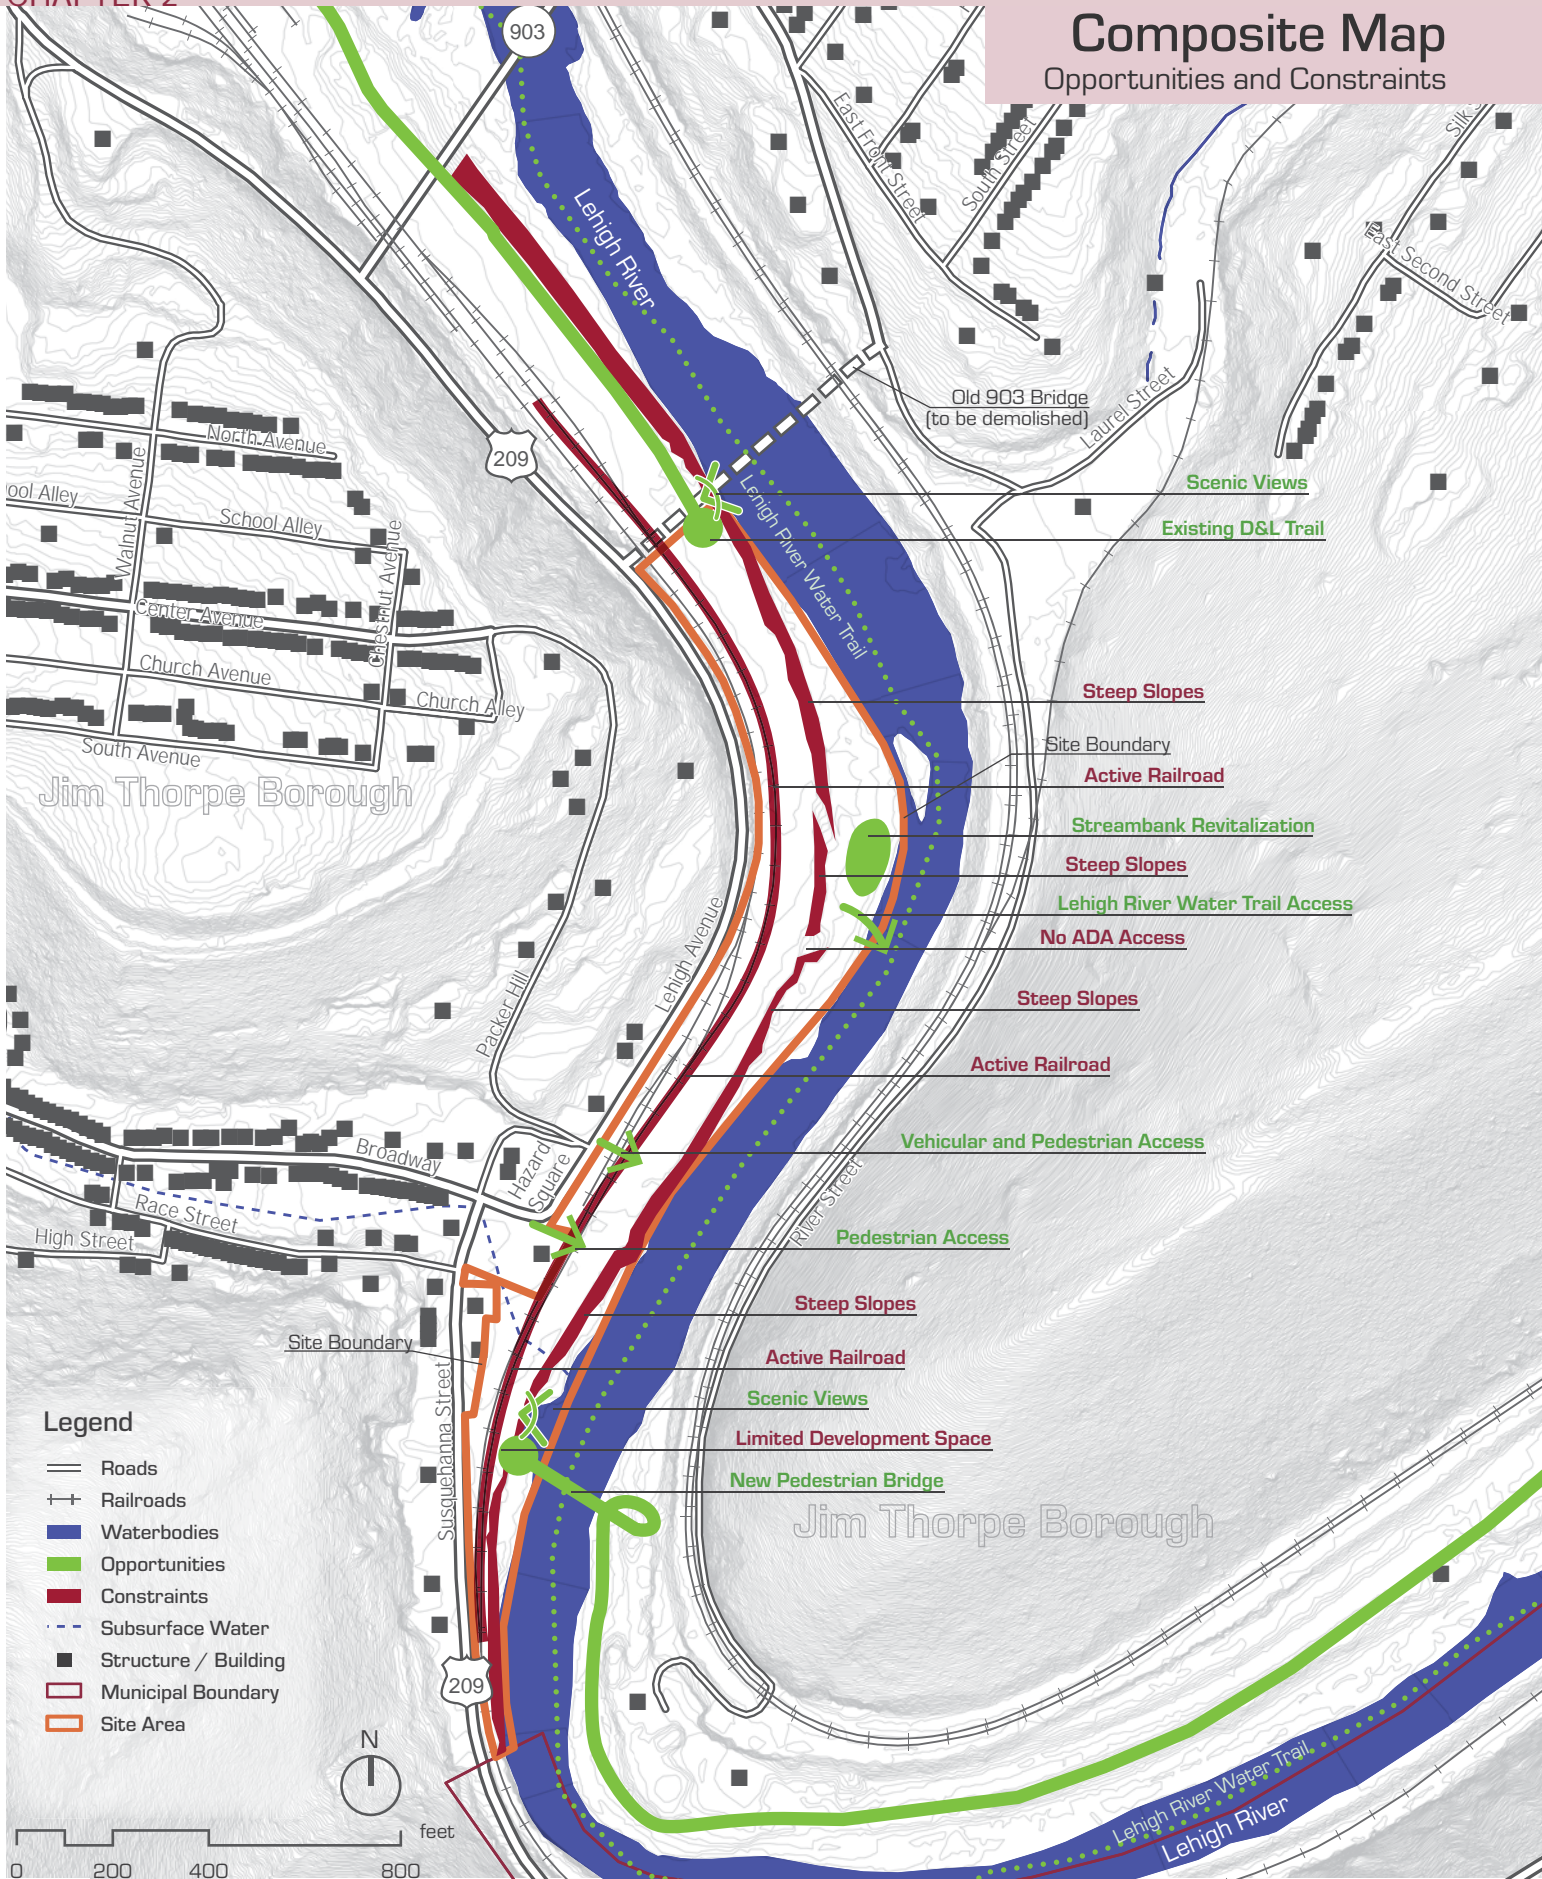 CHAPTER 2
Composite Map
Opportunities and Constraints
903
East Front Street
South Street
East Second Street
Lehigh River
Old 903 Bridge
(to be demolished)
Laurel Street
209
North Avenue
School Alley
Walnut Avenue
Chestnut Avenue
Center Avenue
Church Avenue
Church Alley
South Avenue
Jim Thorpe Borough
Scenic Views
Existing D&L Trail
Lehigh River Water Trail
Steep Slopes
Site Boundary
Active Railroad
Streambank Revitalization
Steep Slopes
Lehigh River Water Trail Access
No ADA Access
Steep Slopes
Active Railroad
Lehigh Avenue
Packer Hill
Vehicular and Pedestrian Access
Broadway
Hazard
Square
Race Street
High Street
River Street
Pedestrian Access
Steep Slopes
Site Boundary
Active Railroad
Scenic Views
Limited Development Space
New Pedestrian Bridge
Susquehanna Street
Jim Thorpe Borough
Legend
Roads
Railroads
Waterbodies
Opportunities
Constraints
Subsurface Water
Structure / Building
Municipal Boundary
Site Area
209
N
feet
0 200 400 800
Lehigh River Water Trail
Lehigh River